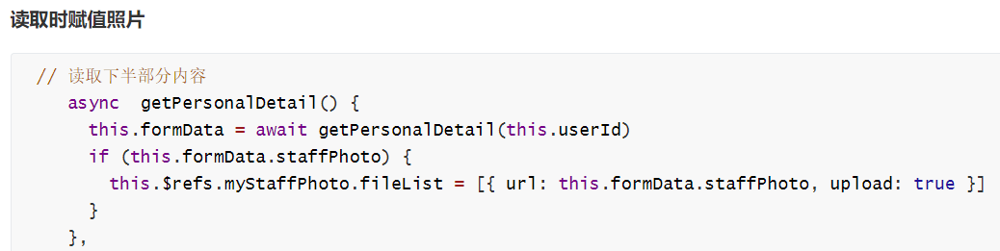 读取时赋值照片
// 读取下半部分内容
async  getPersonalDetail() {
this.formData = await getPersonalDetail(this.userId)
if (this.formData.staffPhoto) {
this.$refs.myStaffPhoto.fileList = [{ url: this.formData.staffPhoto, upload: true }]
}
},